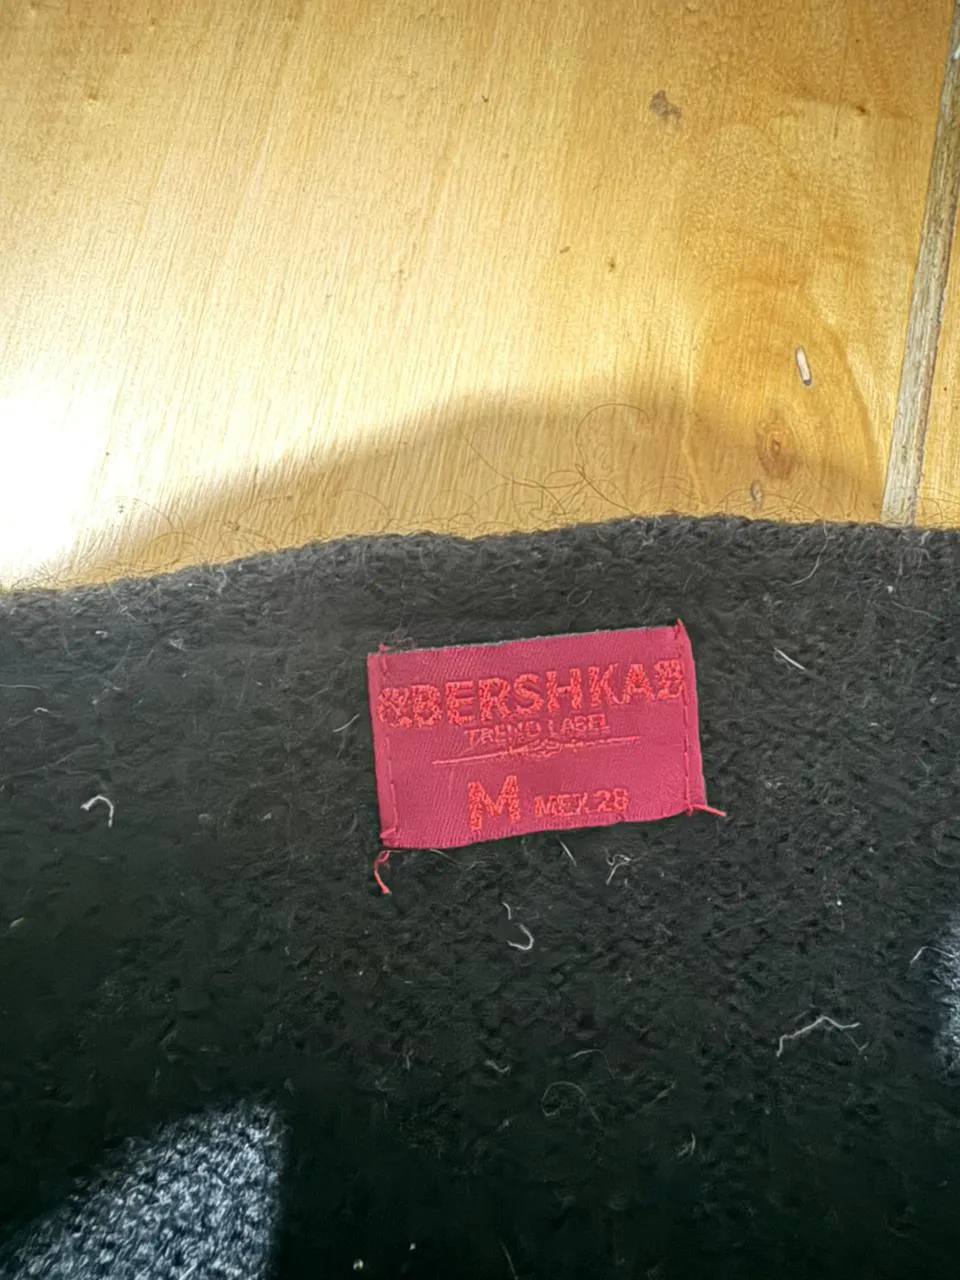 BERSHKA
TREND LABEL
M MEX 28